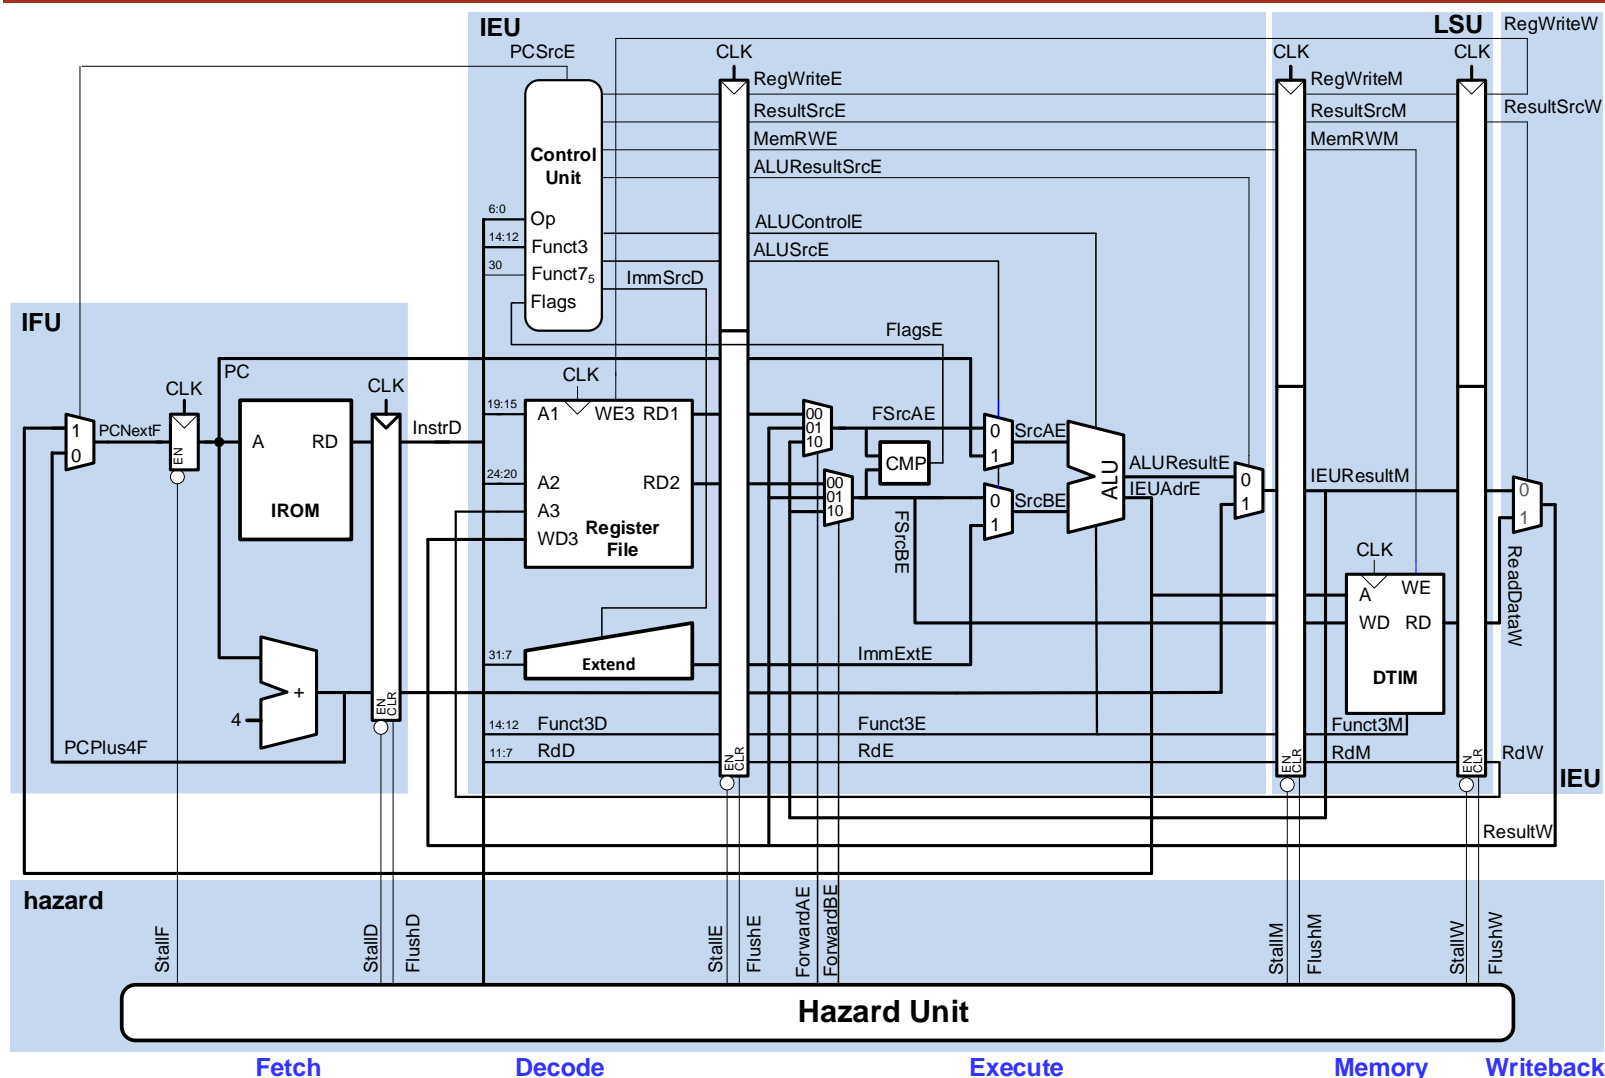 IEU
LSU
RegWriteW
PCSrcE
CLK
CLK
CLK
RegWriteE
RegWriteM
ResultSrcE
ResultSrcM
ResultSrcW
MemRWE
MemRWM
Control
Unit
ALUResultSrcE
6:0
Op
ALUControlE
14:12
Funct3
ALUSrcE
30
Funct75
ImmSrcD
Flags
IFU
FlagsE
PC
CLK
CLK
CLK
19:15
A1
WE3
RD1
00
01
10
FSrcAE
1
0
PCNextF
EN
A
RD
InstrD
0
1
SrcAE
CMP
ALU
ALUResultE
IEUAdrE
0
1
IEUResultM
0
1
24:20
A2
RD2
00
01
10
0
1
SrcBE
IROM
A3
WD3
Register
File
FSrcBE
CLK
A
WE
WD
RD
ReadDataW
DTIM
31:7
Extend
ImmExtE
+
4
EN
CLR
14:12
Funct3D
Funct3E
Funct3M
PCPlus4F
11:7
RdD
RdE
RdM
RdW
EN
CLR
EN
CLR
EN
CLR
IEU
ResultW
hazard
StallF
StallD
FlushD
StallE
FlushE
ForwardAE
ForwardBE
StallM
FlushM
StallW
FlushW
Hazard Unit
Fetch
Decode
Execute
Memory
Writeback